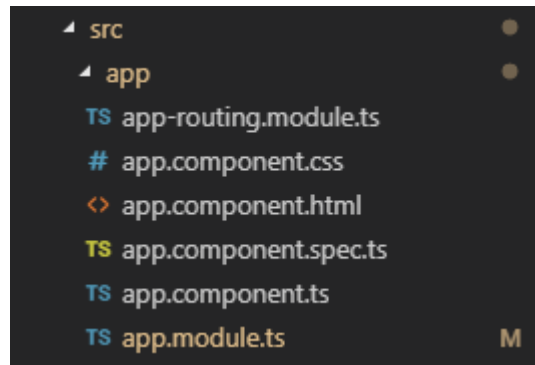 src
app
TS app-routing.module.ts
# app.component.css
<> app.component.html
TS app.component.spec.ts
TS app.component.ts
TS app.module.ts M